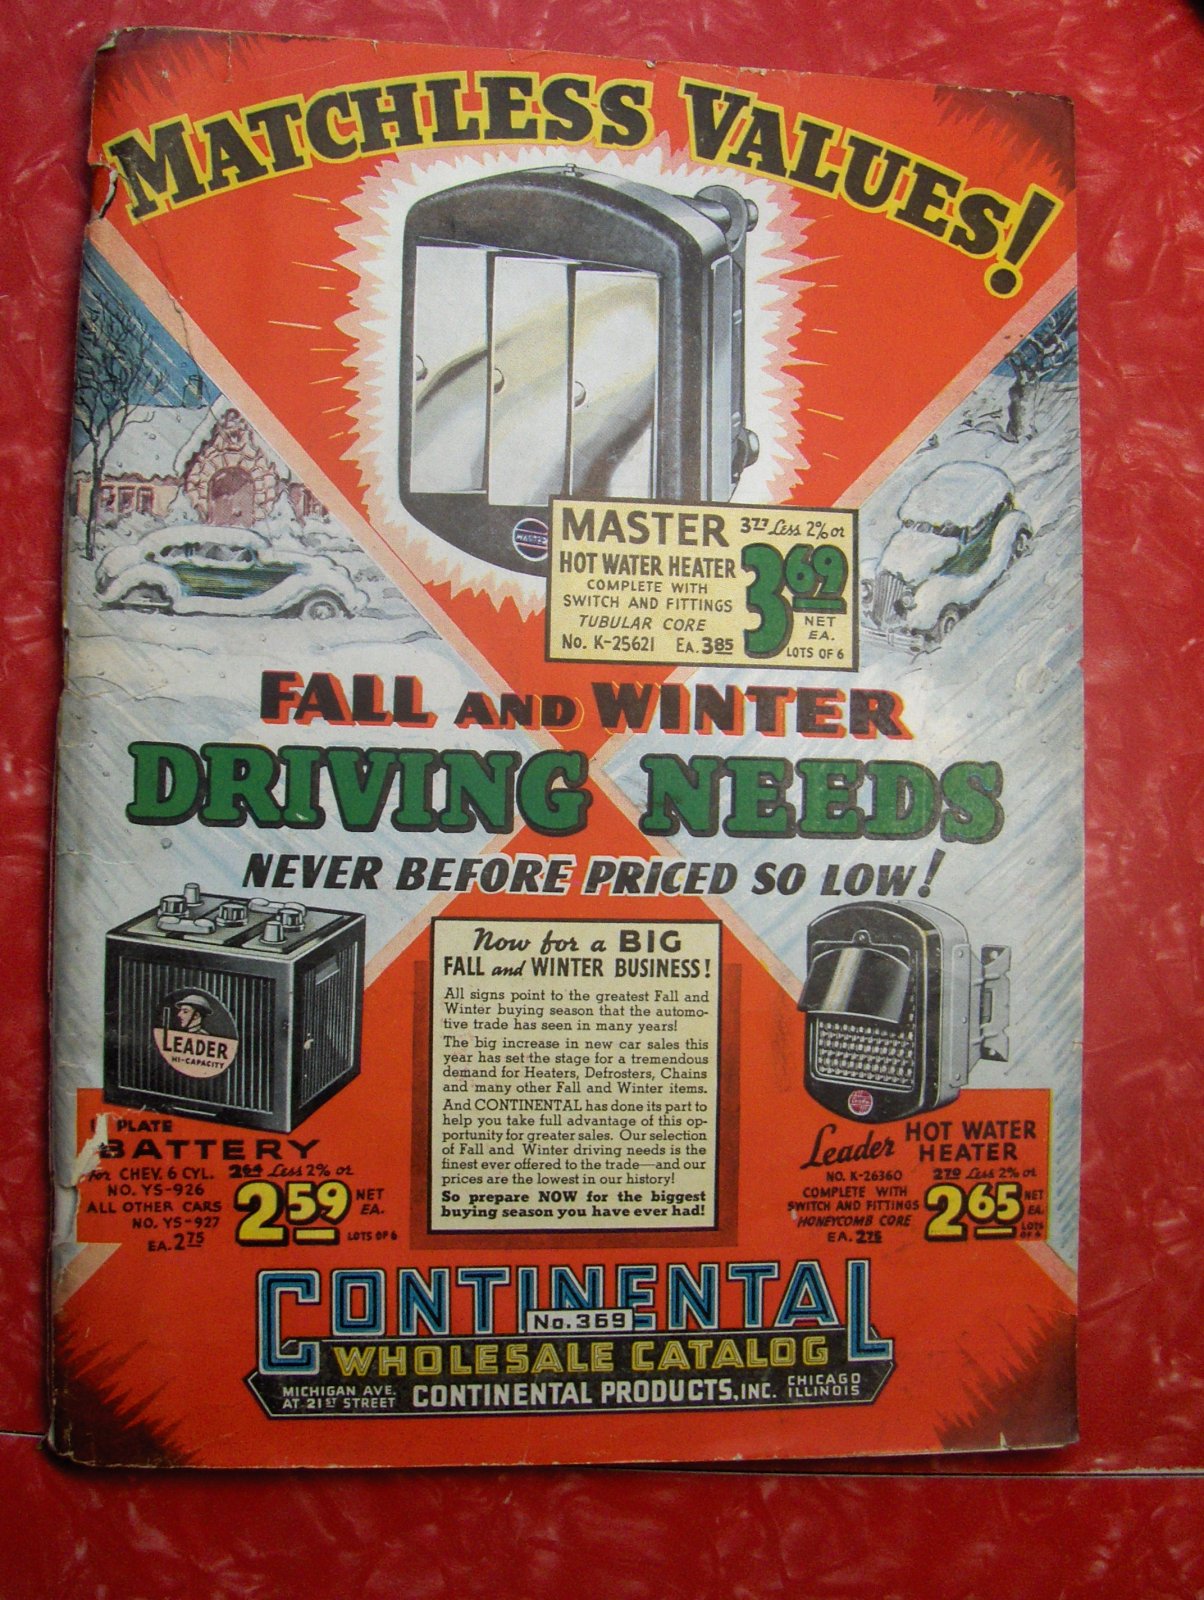 MATCHLESS VALUES!
MASTER
MASTER 3.77 Less 2% or
HOT WATER HEATER 3.69
COMPLETE WITH
SWITCH AND FITTINGS NET
TUBULAR CORE EA.
No. K-25621 EA. 3.85 LOTS OF 6
FALL AND WINTER
DRIVING NEEDS
NEVER BEFORE PRICED SO LOW!
LEADER
HI-CAPACITY
PLATE
BATTERY
For CHEV. 6 CYL. 2.64 Less 2% or
NO. YS-926
ALL OTHER CARS 2.59 NET EA.
NO. YS-927
EA. 2.75 LOTS OF 6
Now for a BIG
FALL and WINTER BUSINESS!
All signs point to the greatest Fall and
Winter buying season that the automo-
tive trade has seen in many years!
The big increase in new car sales this
year has set the stage for a tremendous
demand for Heaters, Defrosters, Chains
and many other Fall and Winter items.
And CONTINENTAL has done its part to
help you take full advantage of this op-
portunity for greater sales. Our selection
of Fall and Winter driving needs is the
finest ever offered to the trade—and our
prices are the lowest in our history!
So prepare NOW for the biggest
buying season you have ever had!
Leader HOT WATER
HEATER
NO. K-26360 2.70 Less 2% or
COMPLETE WITH
SWITCH AND FITTINGS 2.65 NET EA.
HONEYCOMB CORE LOTS
EA. 2.76 OF 6
CONTINENTAL
No. 369
WHOLESALE CATALOG
MICHIGAN AVE. CONTINENTAL PRODUCTS, INC. CHICAGO
AT 21ST STREET ILLINOIS